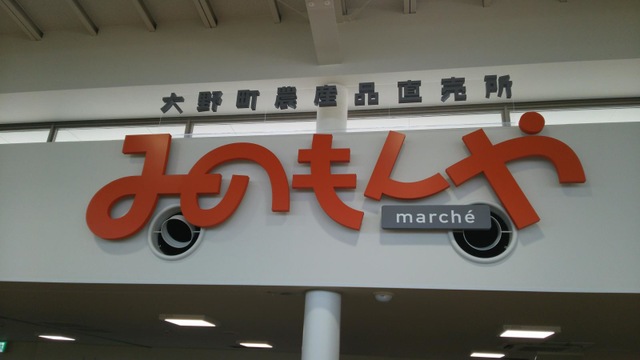 大野町農産品直売所
みのもんや
marché